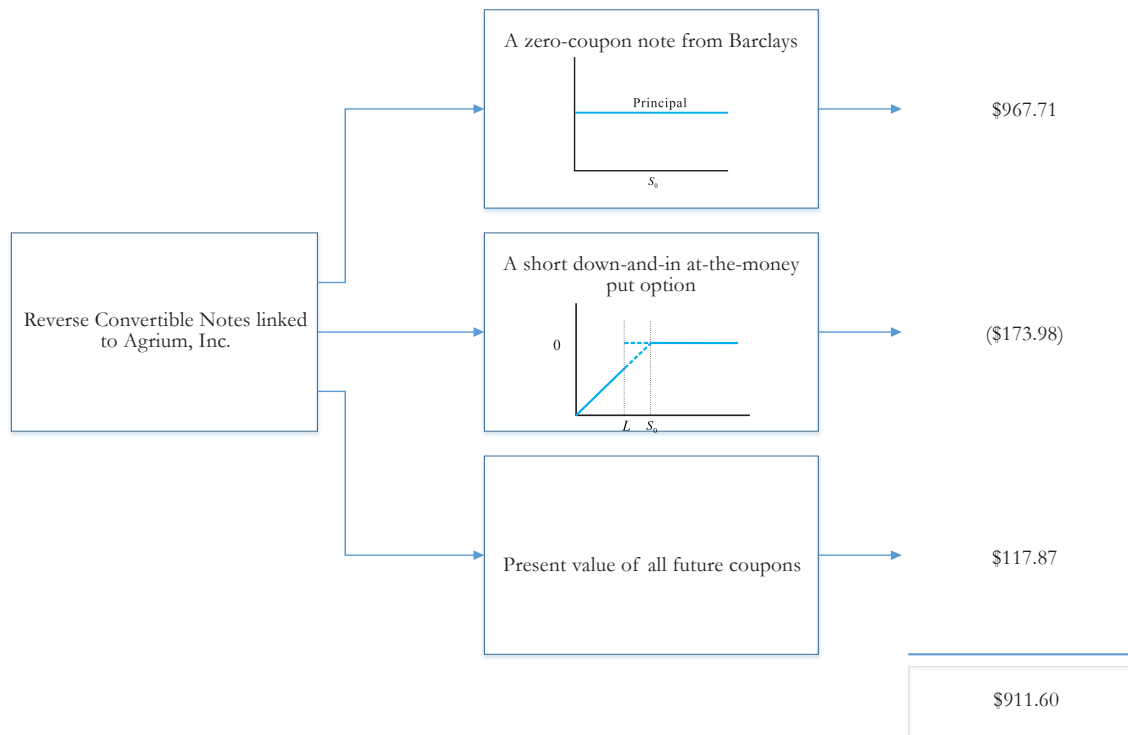 A zero-coupon note from Barclays
Principal
S₀
$967.71
Reverse Convertible Notes linked
to Agrium, Inc.
A short down-and-in at-the-money
put option
0
L S₀
($173.98)
Present value of all future coupons
$117.87
$911.60